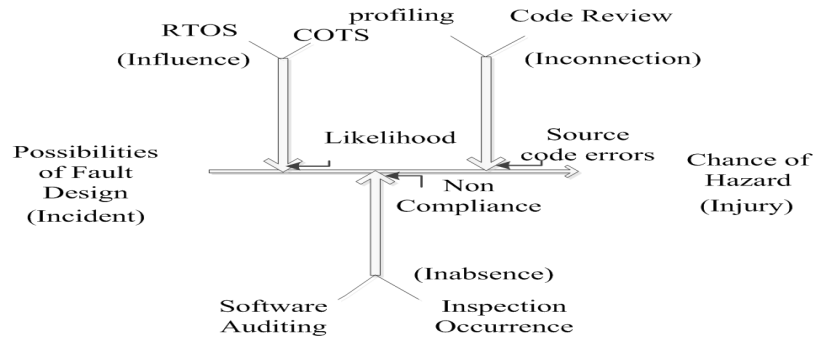 RTOS
COTS
(Influence)
profiling
Code Review
(Inconnection)
Likelihood
Source
code errors
Possibilities
of Fault
Design
(Incident)
Chance of
Hazard
(Injury)
Non
Compliance
(Inabsence)
Software
Auditing
Inspection
Occurrence